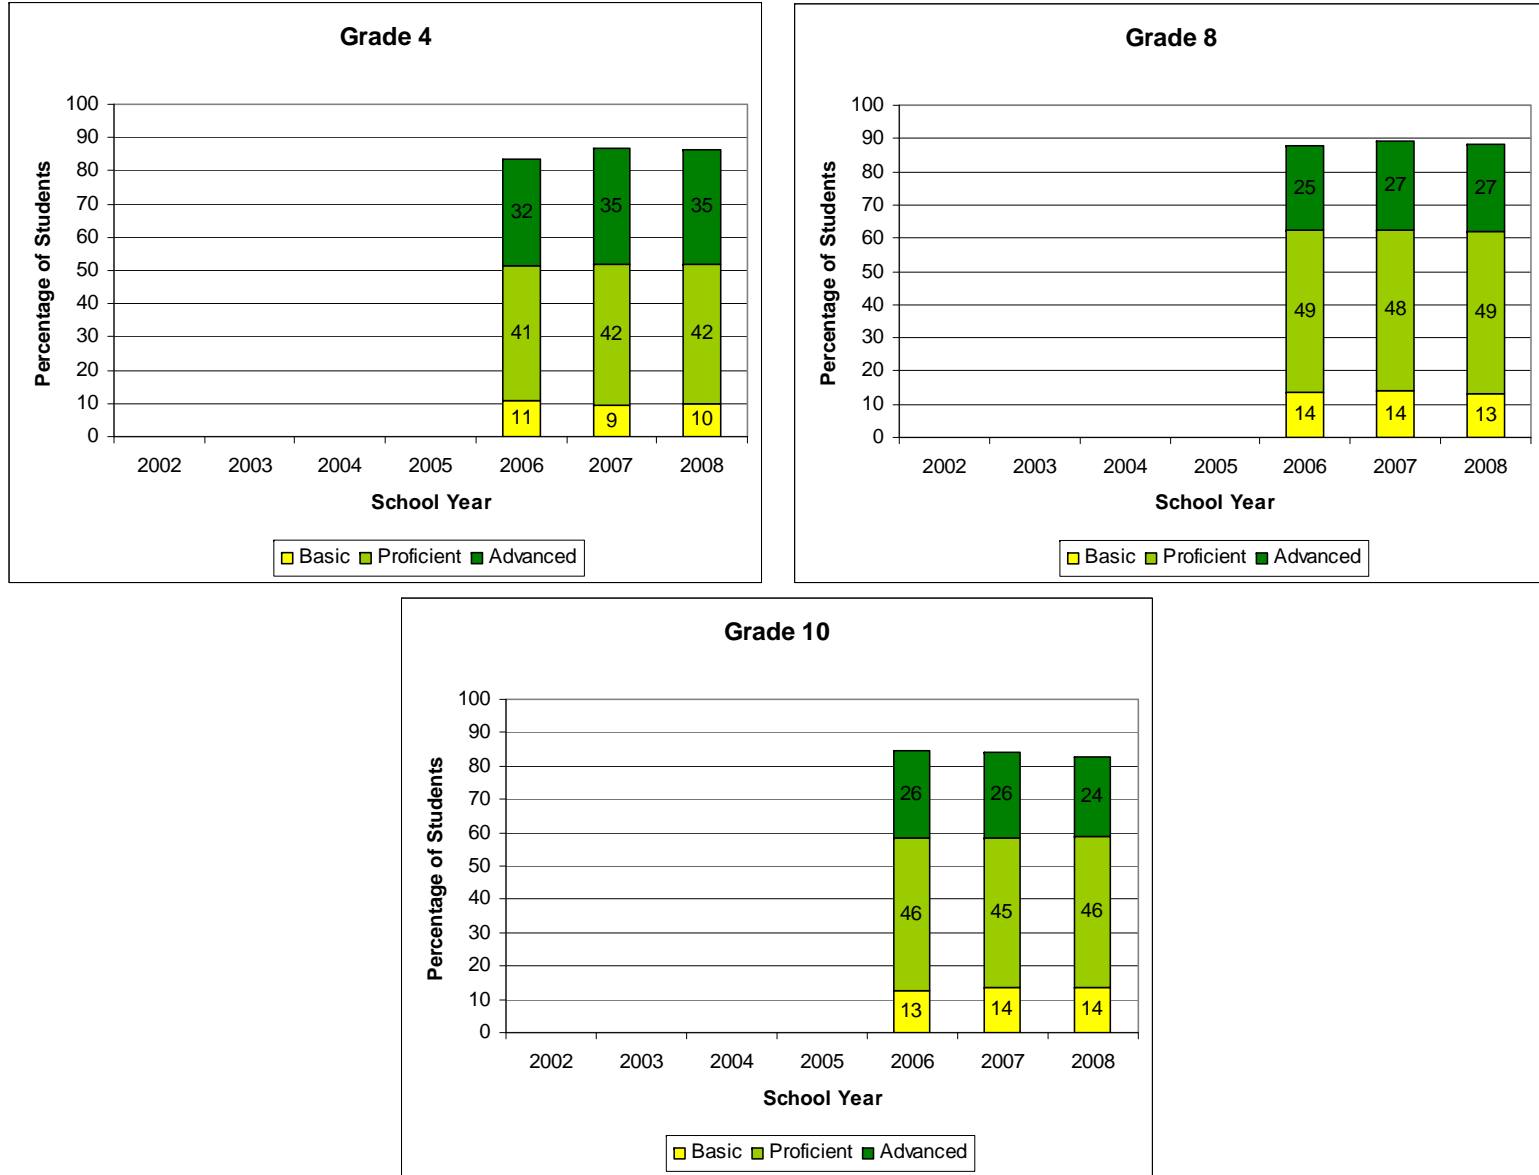 Grade 4
Percentage of Students
100
90
80
70
60
50
40
30
20
10
0
32 35 35
41 42 42
11 9 10
2002 2003 2004 2005 2006 2007 2008
School Year
Basic Proficient Advanced
Grade 8
Percentage of Students
100
90
80
70
60
50
40
30
20
10
0
25 27 27
49 48 49
14 14 13
2002 2003 2004 2005 2006 2007 2008
School Year
Basic Proficient Advanced
Grade 10
Percentage of Students
100
90
80
70
60
50
40
30
20
10
0
26 26 24
46 45 46
13 14 14
2002 2003 2004 2005 2006 2007 2008
School Year
Basic Proficient Advanced